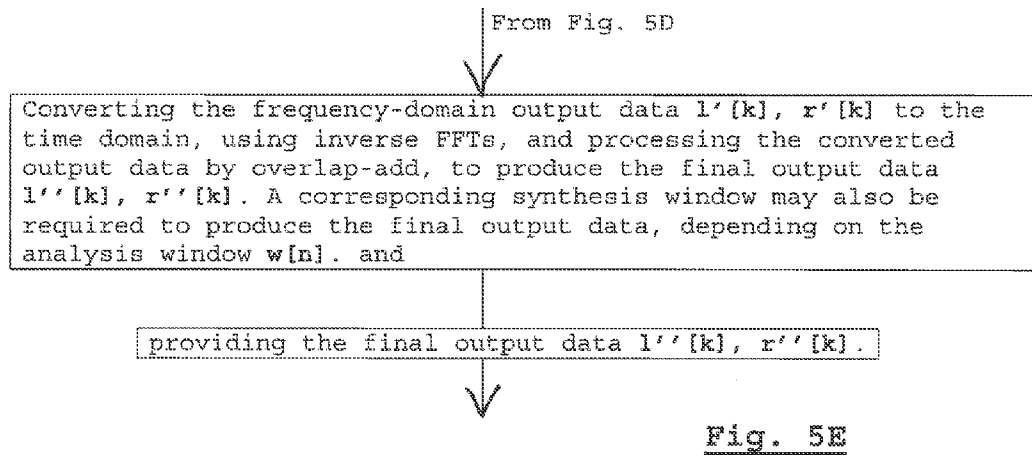 From Fig. 5D
Converting the frequency-domain output data l'[k], r'[k] to the
time domain, using inverse FFTs, and processing the converted
output data by overlap-add, to produce the final output data
l''[k], r''[k]. A corresponding synthesis window may also be
required to produce the final output data, depending on the
analysis window w[n]. and
providing the final output data l''[k], r''[k].
Fig. 5E